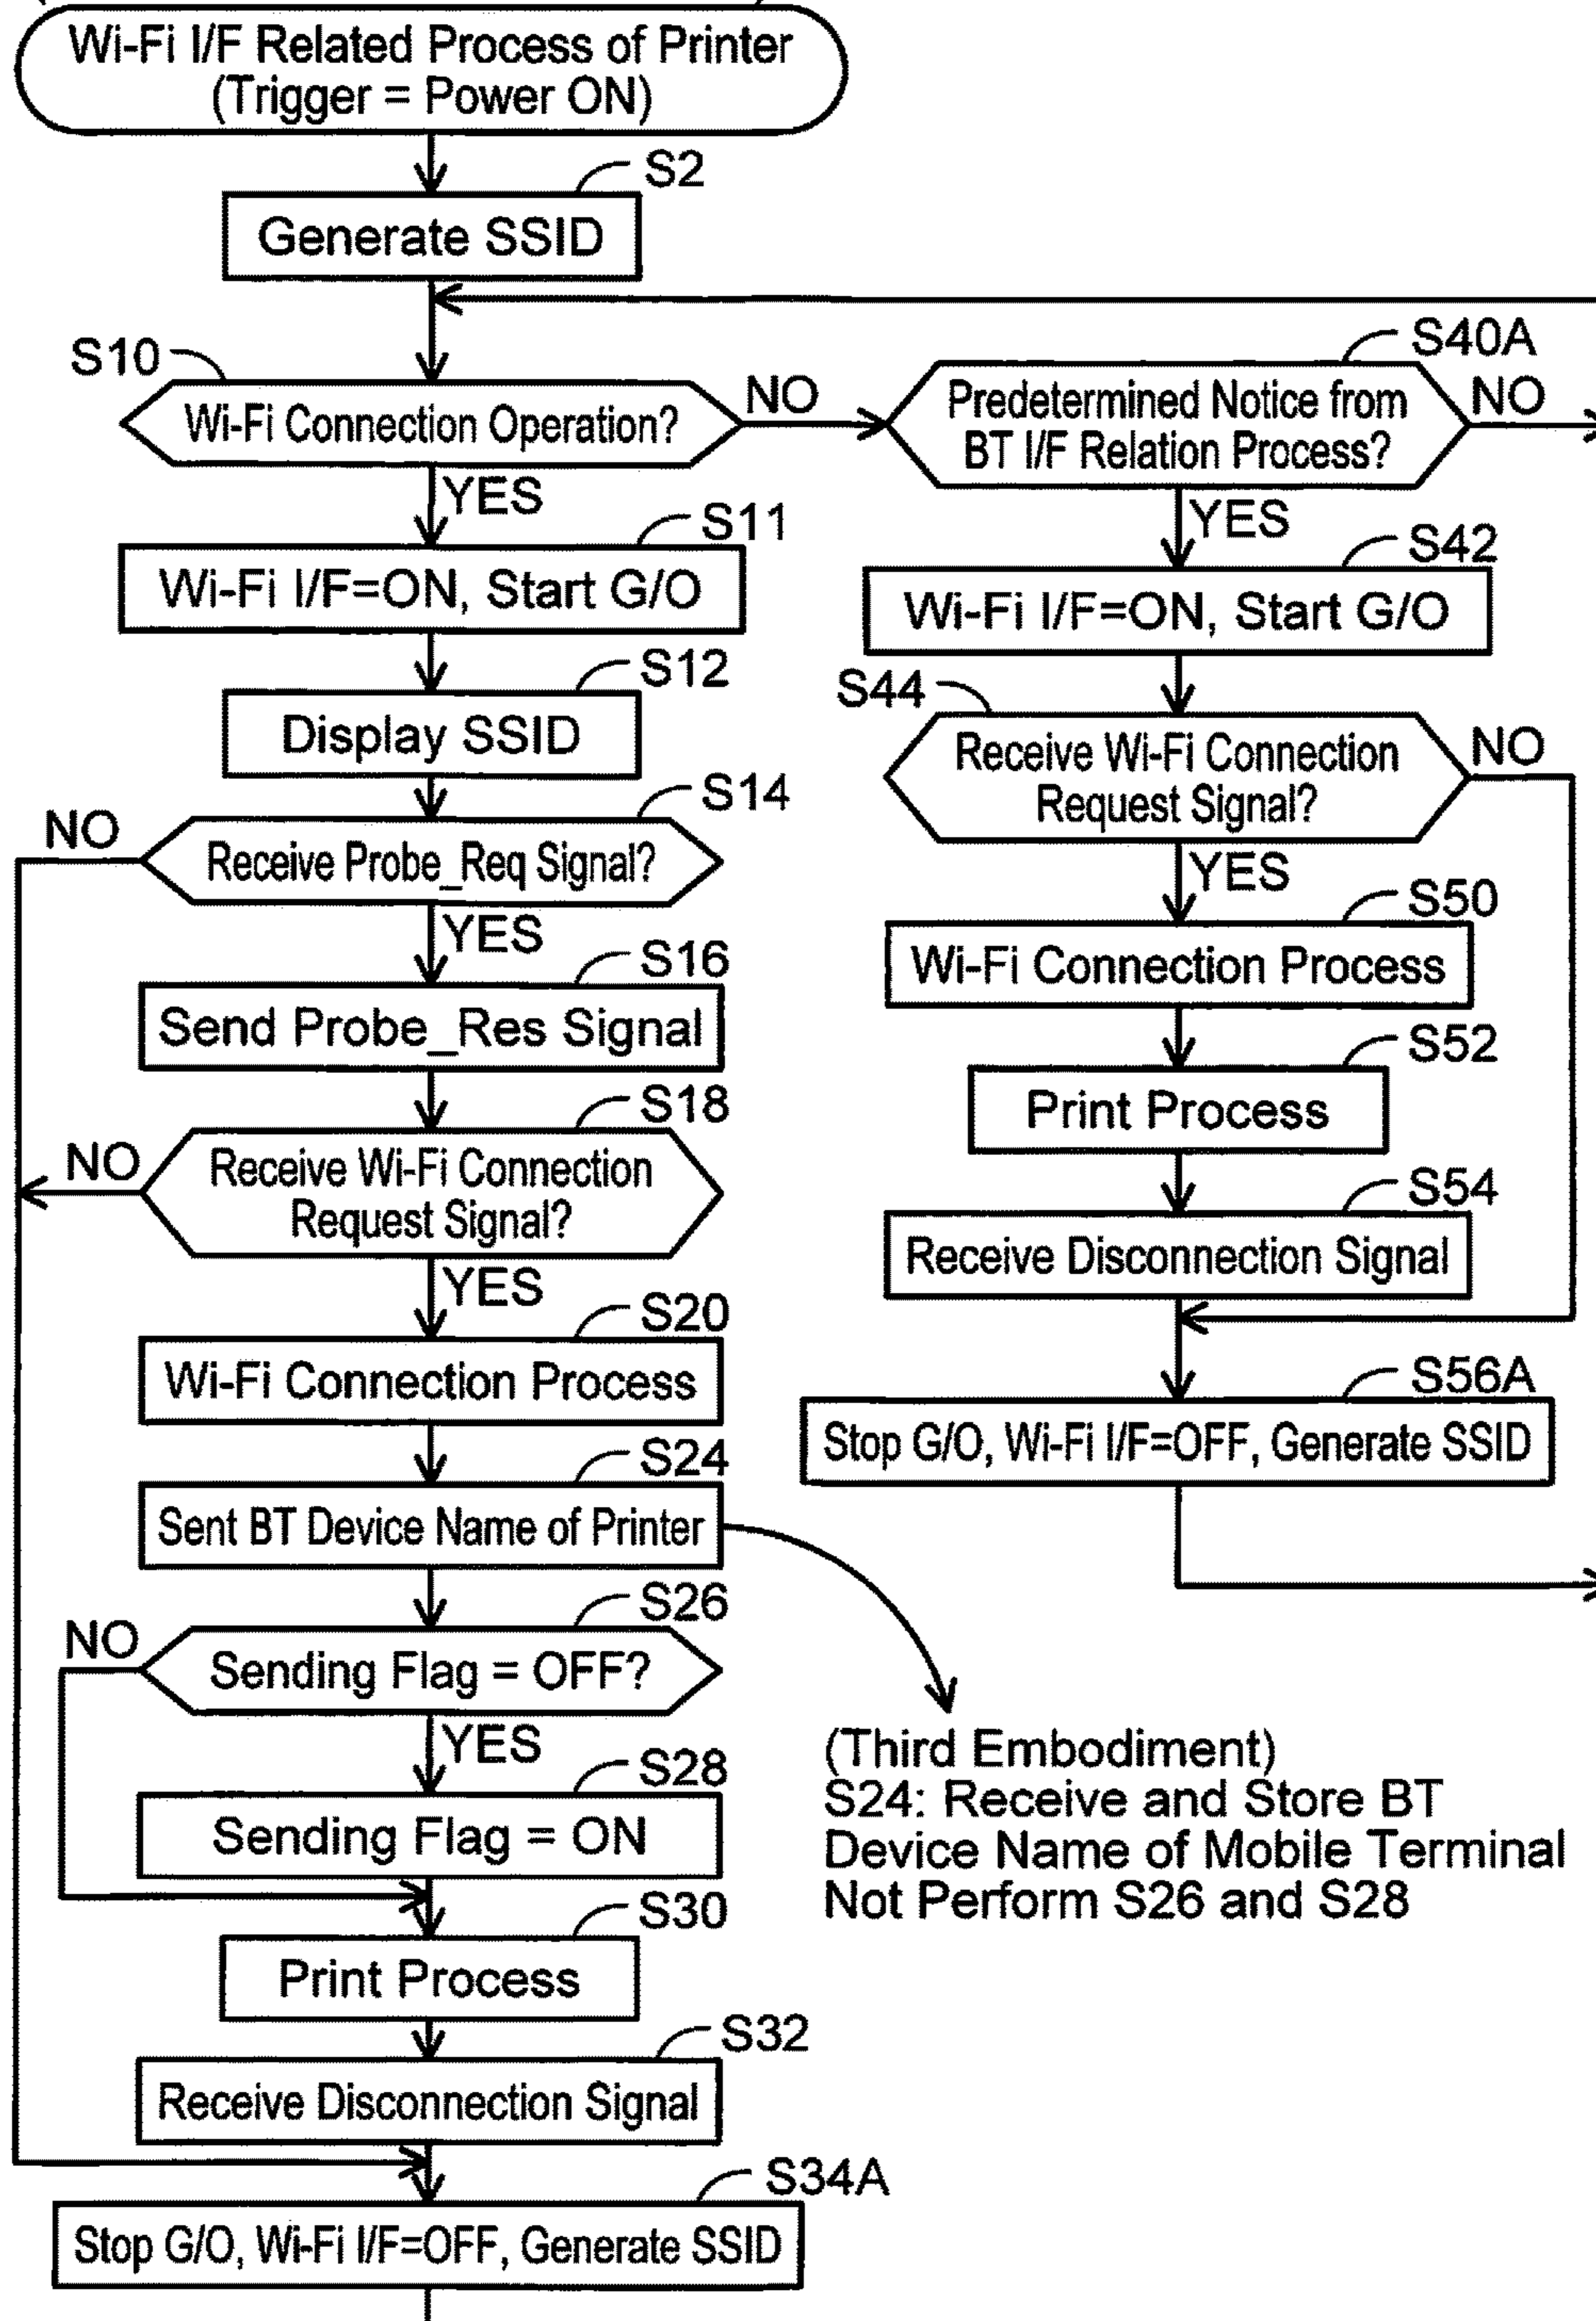 Wi-Fi I/F Related Process of Printer
(Trigger = Power ON)
S2
Generate SSID
S10
Wi-Fi Connection Operation?
NO
YES
S11
Wi-Fi I/F=ON, Start G/O
S12
Display SSID
S14
NO
Receive Probe_Req Signal?
YES
S16
Send Probe_Res Signal
S18
NO
Receive Wi-Fi Connection
Request Signal?
YES
S20
Wi-Fi Connection Process
S24
Sent BT Device Name of Printer
S26
NO
Sending Flag = OFF?
YES
S28
Sending Flag = ON
S30
Print Process
S32
Receive Disconnection Signal
S34A
Stop G/O, Wi-Fi I/F=OFF, Generate SSID
S40A
Predetermined Notice from
BT I/F Relation Process?
NO
YES
S42
Wi-Fi I/F=ON, Start G/O
S44
Receive Wi-Fi Connection
Request Signal?
NO
YES
S50
Wi-Fi Connection Process
S52
Print Process
S54
Receive Disconnection Signal
S56A
Stop G/O, Wi-Fi I/F=OFF, Generate SSID
(Third Embodiment)
S24: Receive and Store BT
Device Name of Mobile Terminal
Not Perform S26 and S28